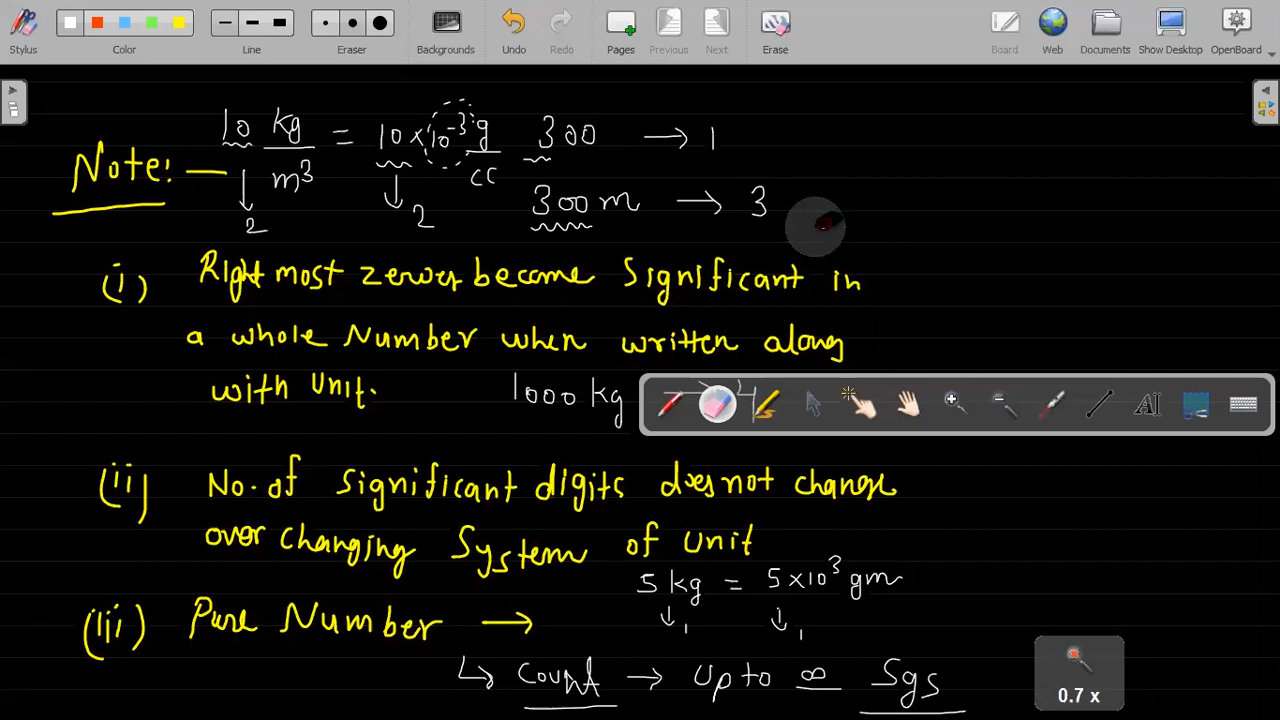 Stylus Color Line Eraser Backgrounds Undo Redo Pages Previous Next Erase Board Web Documents Show Desktop OpenBoard
10 kg/m³ = 10×10⁻³ g/cc 300 → 1
Note! —
↓ 2 ↓ 2 300 m → 3
(i) Right most zeroes become Significant in
a whole Number when written along
with Unit. 1000 kg → 4
(ii) No. of significant digits does not change
over changing System of Unit
5 kg = 5×10³ gm
↓ 1 ↓ 1
(iii) Pure Number →
↳ Count → Up to ∞ Sgs
0.7 x